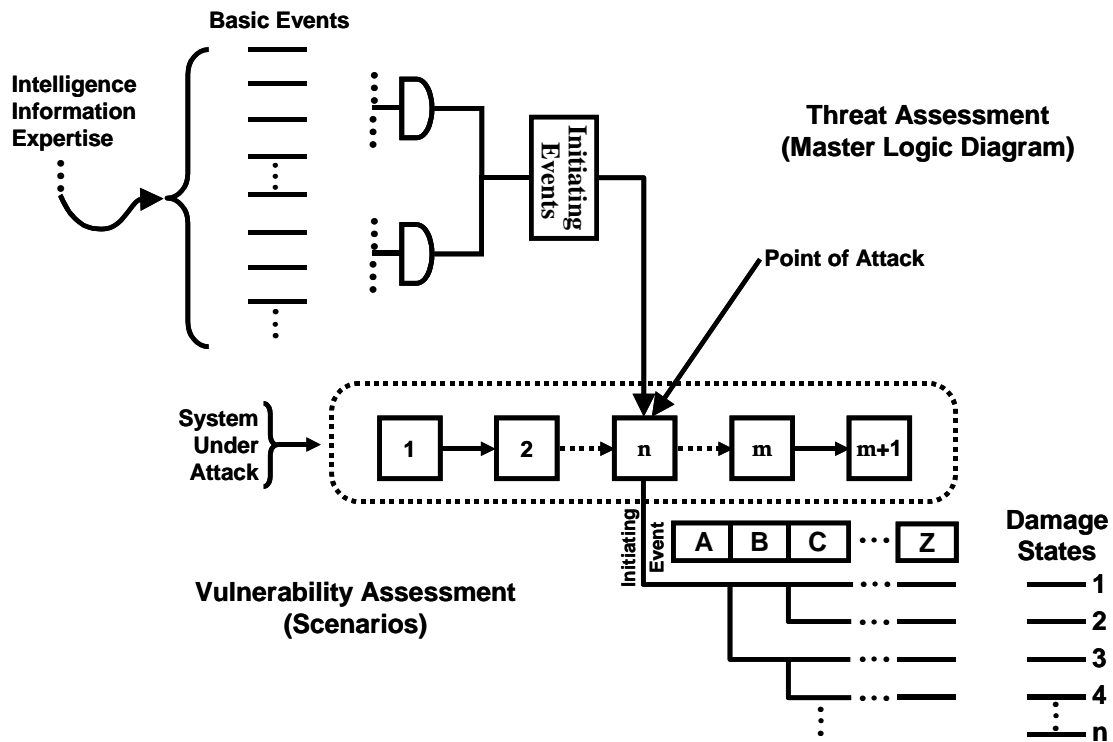 Basic Events
Intelligence
Information
Expertise
Threat Assessment
(Master Logic Diagram)
Initiating
Events
Point of Attack
System
Under
Attack
1
2
n
m
m+1
Initiating
Event
A
B
C
Z
Damage
States
Vulnerability Assessment
(Scenarios)
1
2
3
4
n